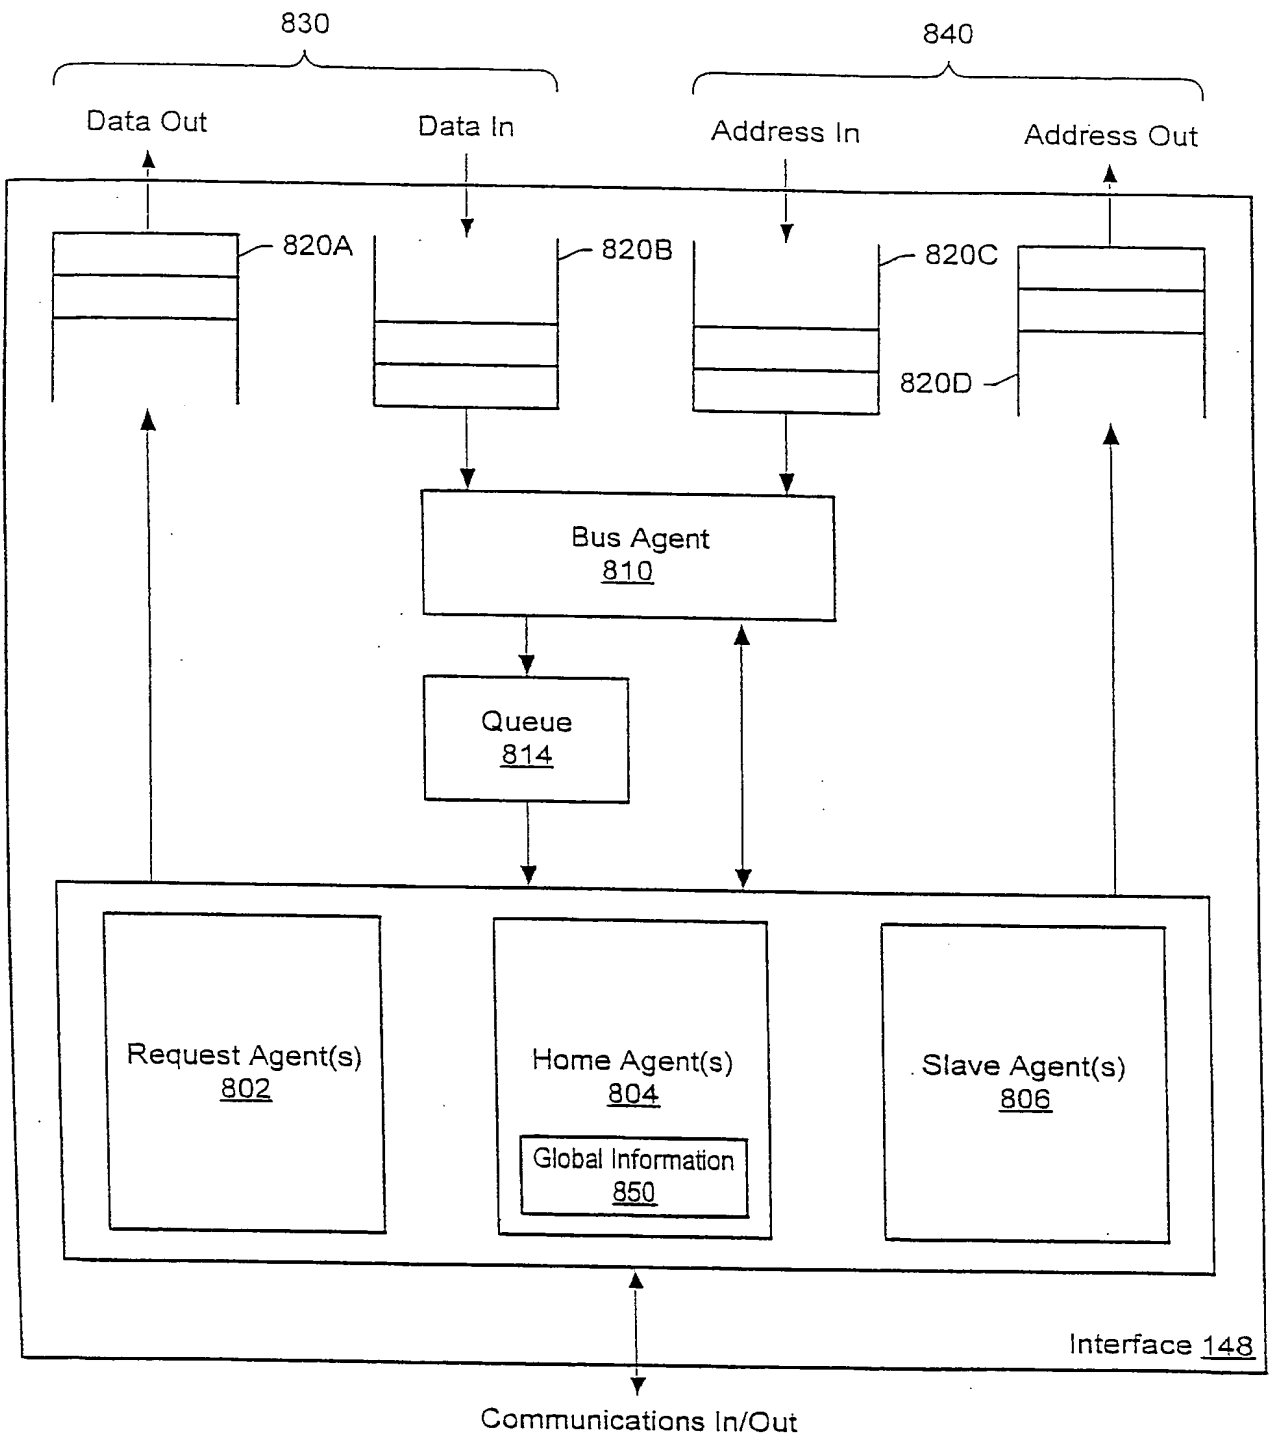 830
840
Data Out
Data In
Address In
Address Out
820A
820B
820C
820D
Bus Agent
810
Queue
814
Request Agent(s)
802
Home Agent(s)
804
Slave Agent(s)
806
Global Information
850
Interface 148
Communications In/Out